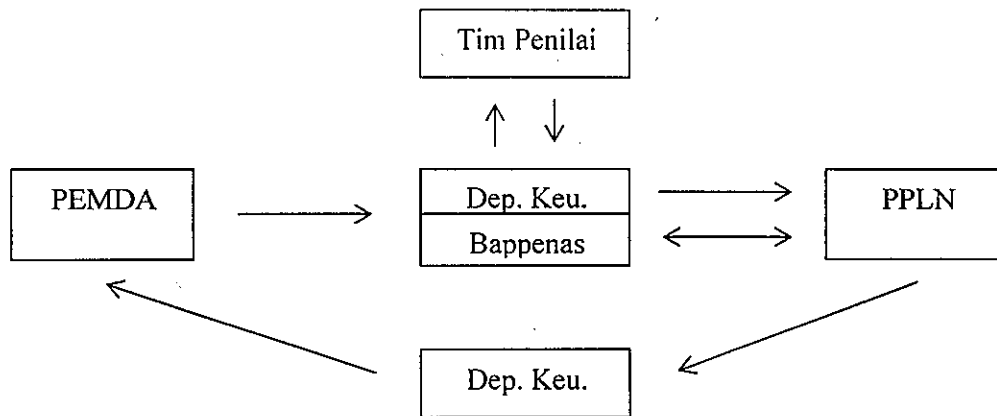 Tim Penilai
PEMDA
Dep. Keu.
Bappenas
PPLN
Dep. Keu.